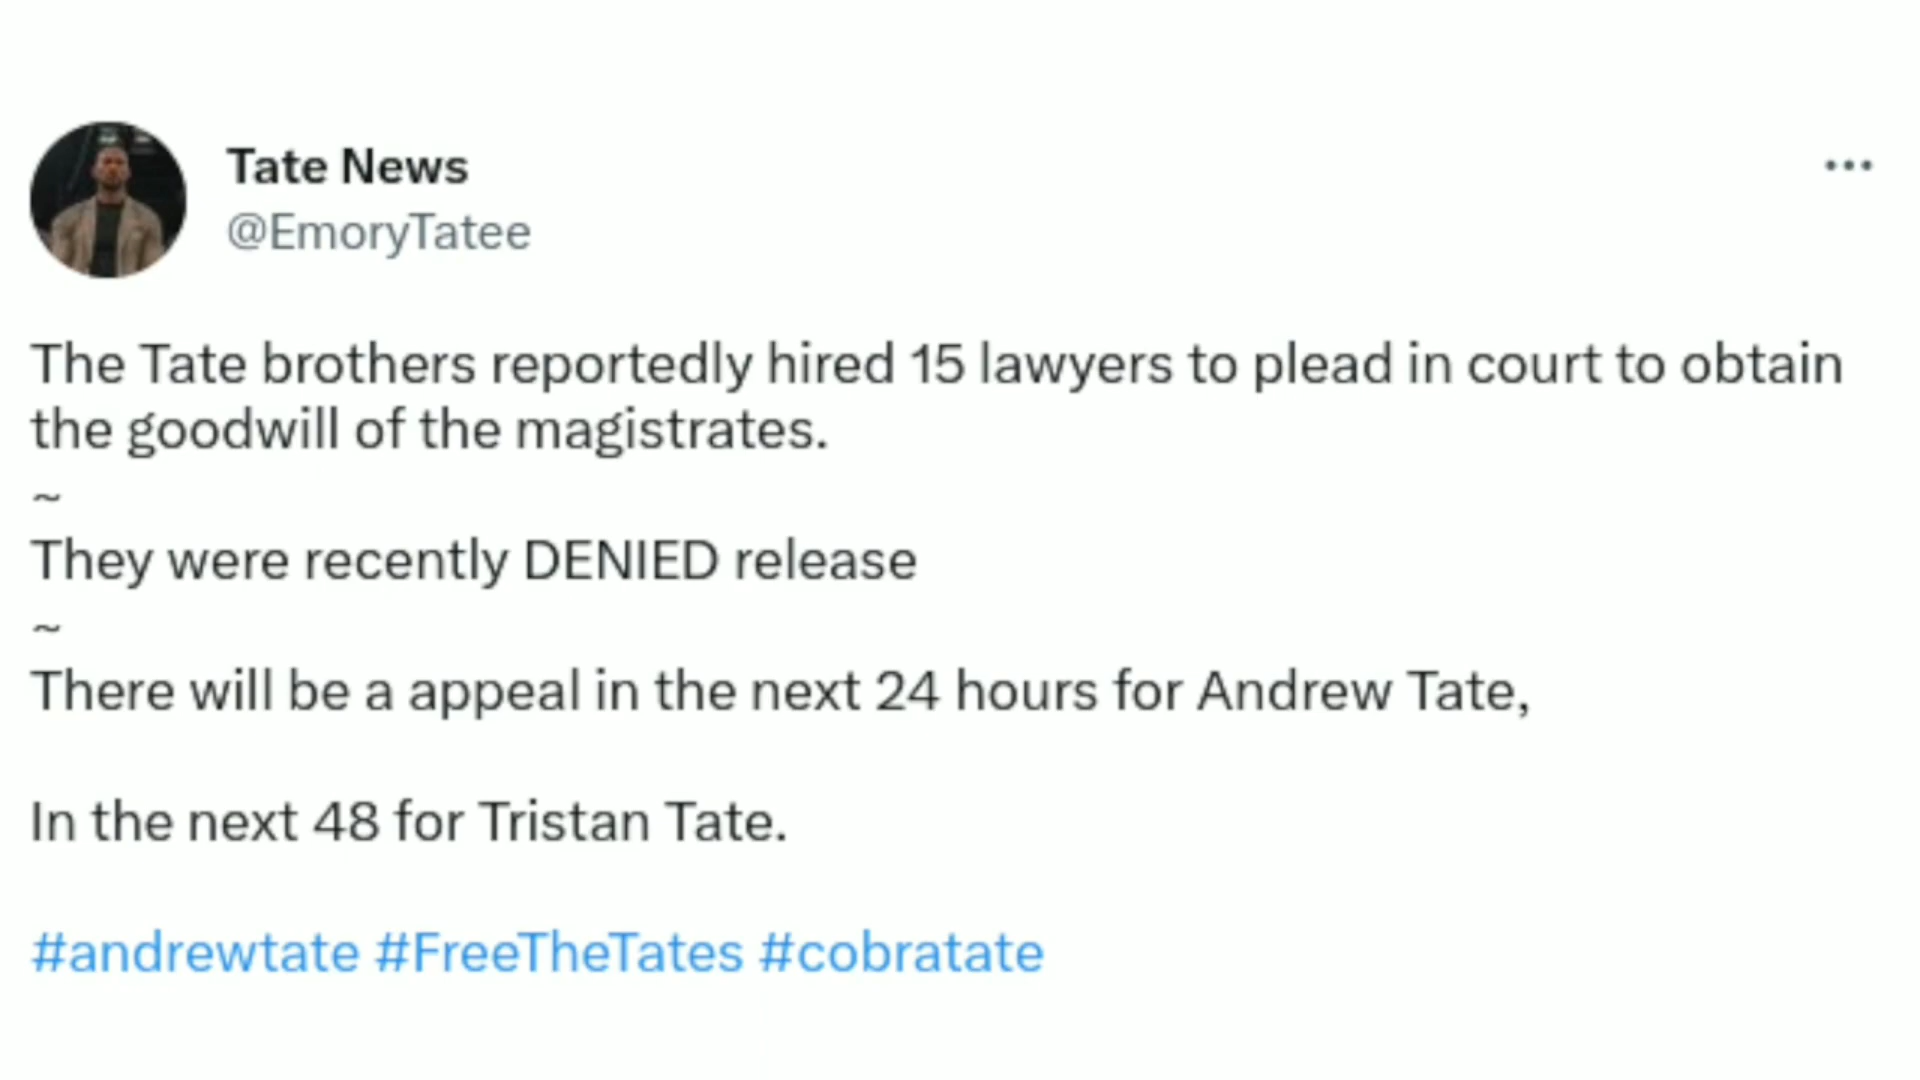 Tate News
@EmoryTatee
The Tate brothers reportedly hired 15 lawyers to plead in court to obtain
the goodwill of the magistrates.
~
They were recently DENIED release
~
There will be a appeal in the next 24 hours for Andrew Tate,
In the next 48 for Tristan Tate.
#andrewtate #FreeTheTates #cobratate